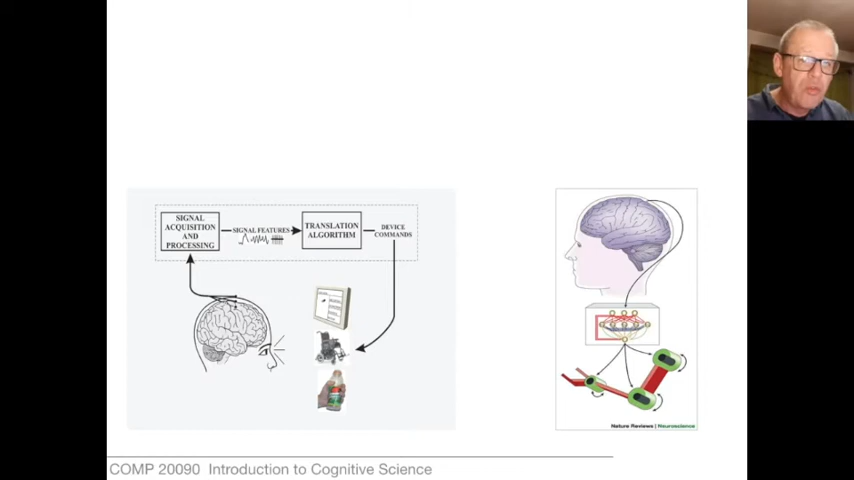 SIGNAL
ACQUISITION
AND
PROCESSING
SIGNAL FEATURES
TRANSLATION
ALGORITHM
DEVICE
COMMANDS
Nature Reviews | Neuroscience
COMP 20090 Introduction to Cognitive Science